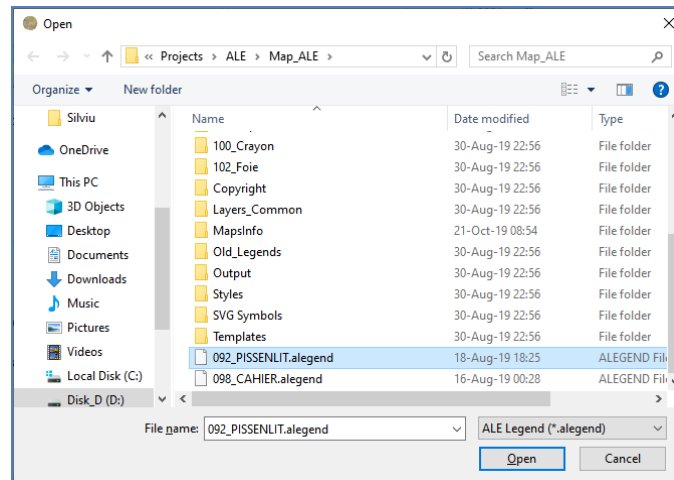 Open
« Projects > ALE > Map_ALE >
Search Map_ALE
Organize
New folder
Silviu
OneDrive
This PC
3D Objects
Desktop
Documents
Downloads
Music
Pictures
Videos
Local Disk (C:)
Disk_D (D:)
Name Date modified Type
100_Crayon 30-Aug-19 22:56 File folder
102_Foie 30-Aug-19 22:56 File folder
Copyright 30-Aug-19 22:56 File folder
Layers_Common 30-Aug-19 22:56 File folder
MapsInfo 21-Oct-19 08:54 File folder
Old_Legends 30-Aug-19 22:56 File folder
Output 30-Aug-19 22:56 File folder
Styles 30-Aug-19 22:56 File folder
SVG Symbols 30-Aug-19 22:56 File folder
Templates 30-Aug-19 22:56 File folder
092_PISSENLIT.alegend 18-Aug-19 18:25 ALEGEND Fil
098_CAHIER.alegend 16-Aug-19 00:28 ALEGEND Fil
File name: 092_PISSENLIT.alegend
ALE Legend (*.alegend)
Open
Cancel